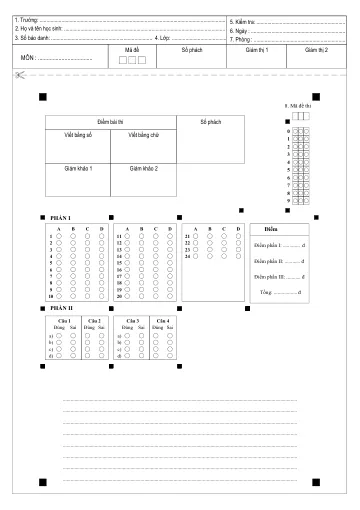 1. Trường: ........................
5. Kiểm tra: ........................
2. Họ và tên học sinh: ........................
6. Ngày : ........................
3. Số báo danh: ........................ 4. Lớp: ........................
7. Phòng : ........................
MÔN : ........................
Mã đề
Số phách
Giám thị 1
Giám thị 2
8. Mã đề thi
Điểm bài thi
Số phách
Viết bằng số
Viết bằng chữ
Giám khảo 1
Giám khảo 2
0
1
2
3
4
5
6
7
8
9
PHẦN I
A B C D
1
2
3
4
5
6
7
8
9
10
A B C D
11
12
13
14
15
16
17
18
19
20
A B C D
21
22
23
24
Điểm
Điểm phần I: ............ đ
Điểm phần II: ............ đ
Điểm phần III: ............ đ
Tổng: ..................đ
PHẦN II
Câu 1 Câu 2 Câu 3 Câu 4
Đúng Sai Đúng Sai Đúng Sai Đúng Sai
a) a)
b) b)
c) c)
d) d)